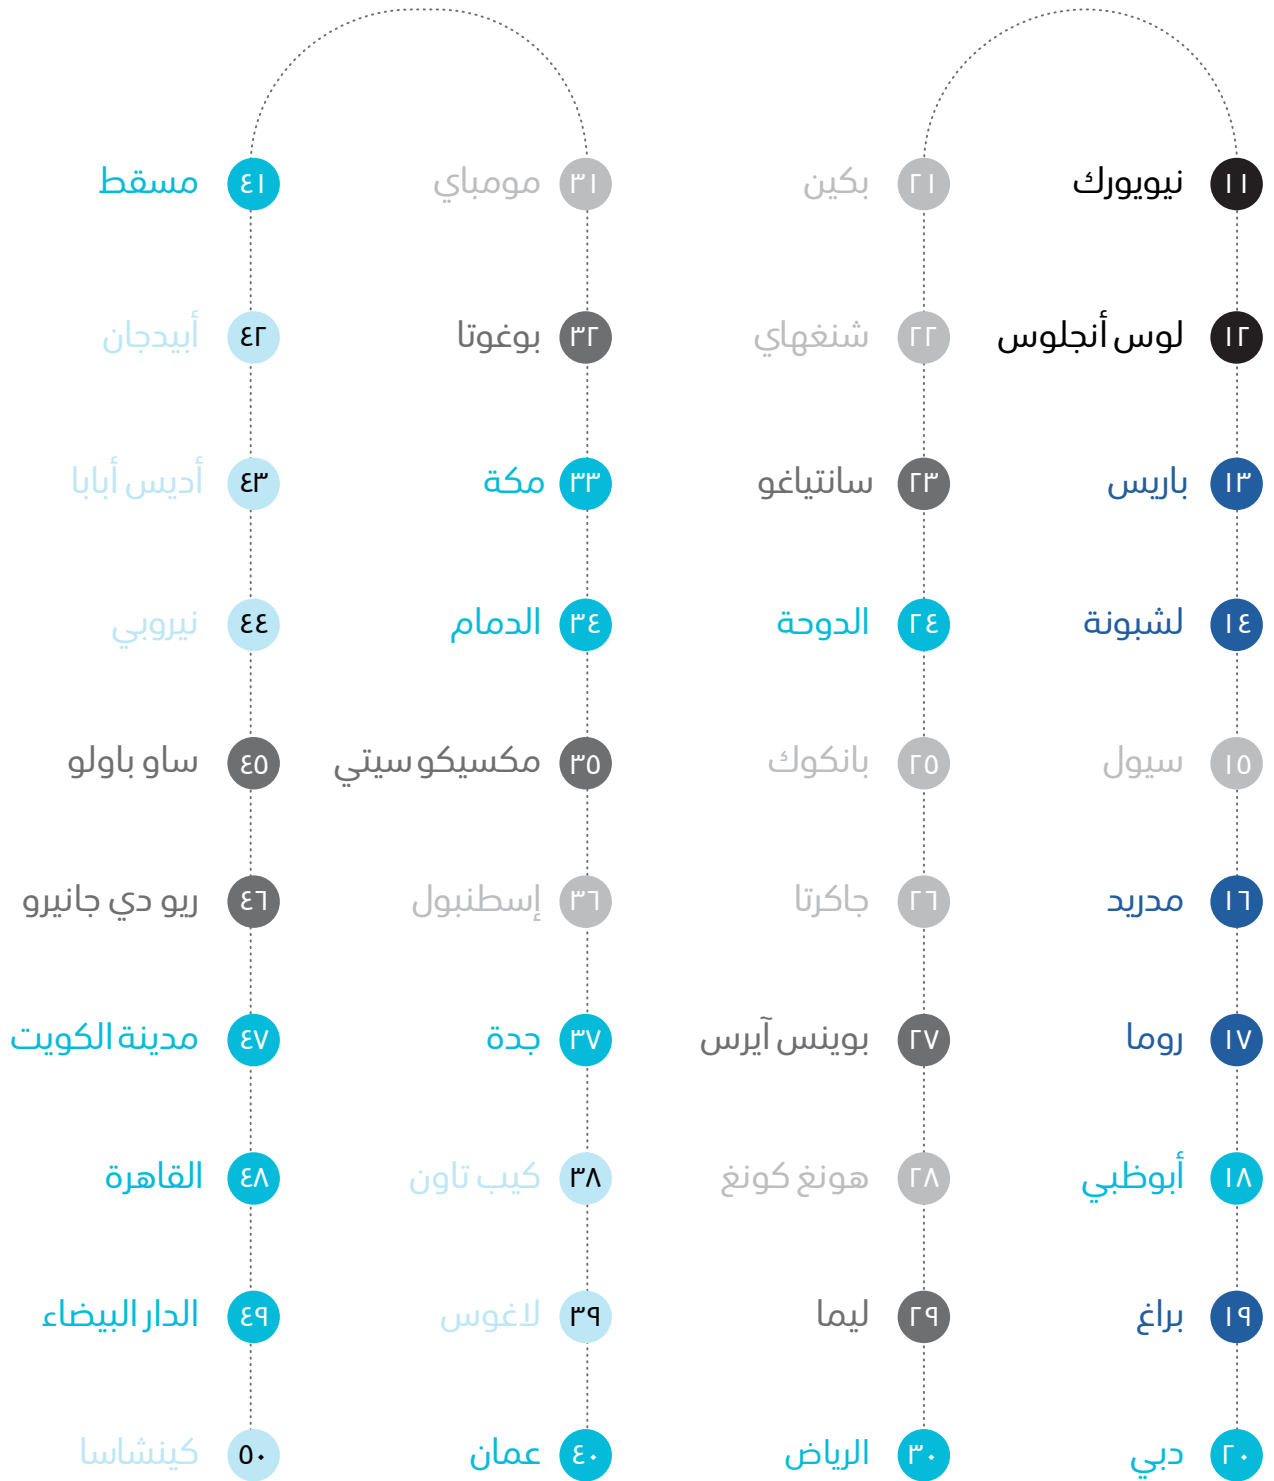 ١١ نيويورك
١٢ لوس أنجلوس
١٣ باريس
١٤ لشبونة
١٥ سيول
١٦ مدريد
١٧ روما
١٨ أبوظبي
١٩ براغ
٢٠ دبي
٢١ بكين
٢٢ شنغهاي
٢٣ سانتياغو
٢٤ الدوحة
٢٥ بانكوك
٢٦ جاكرتا
٢٧ بوينس آيرس
٢٨ هونغ كونغ
٢٩ ليما
٣٠ الرياض
٣١ مومباي
٣٢ بوغوتا
٣٣ مكة
٣٤ الدمام
٣٥ مكسيكو سيتي
٣٦ إسطنبول
٣٧ جدة
٣٨ كيب تاون
٣٩ لاغوس
٤٠ عمان
٤١ مسقط
٤٢ أبيدجان
٤٣ أديس أبابا
٤٤ نيروبي
٤٥ ساو باولو
٤٦ ريو دي جانيرو
٤٧ مدينة الكويت
٤٨ القاهرة
٤٩ الدار البيضاء
٥٠ كينشاسا